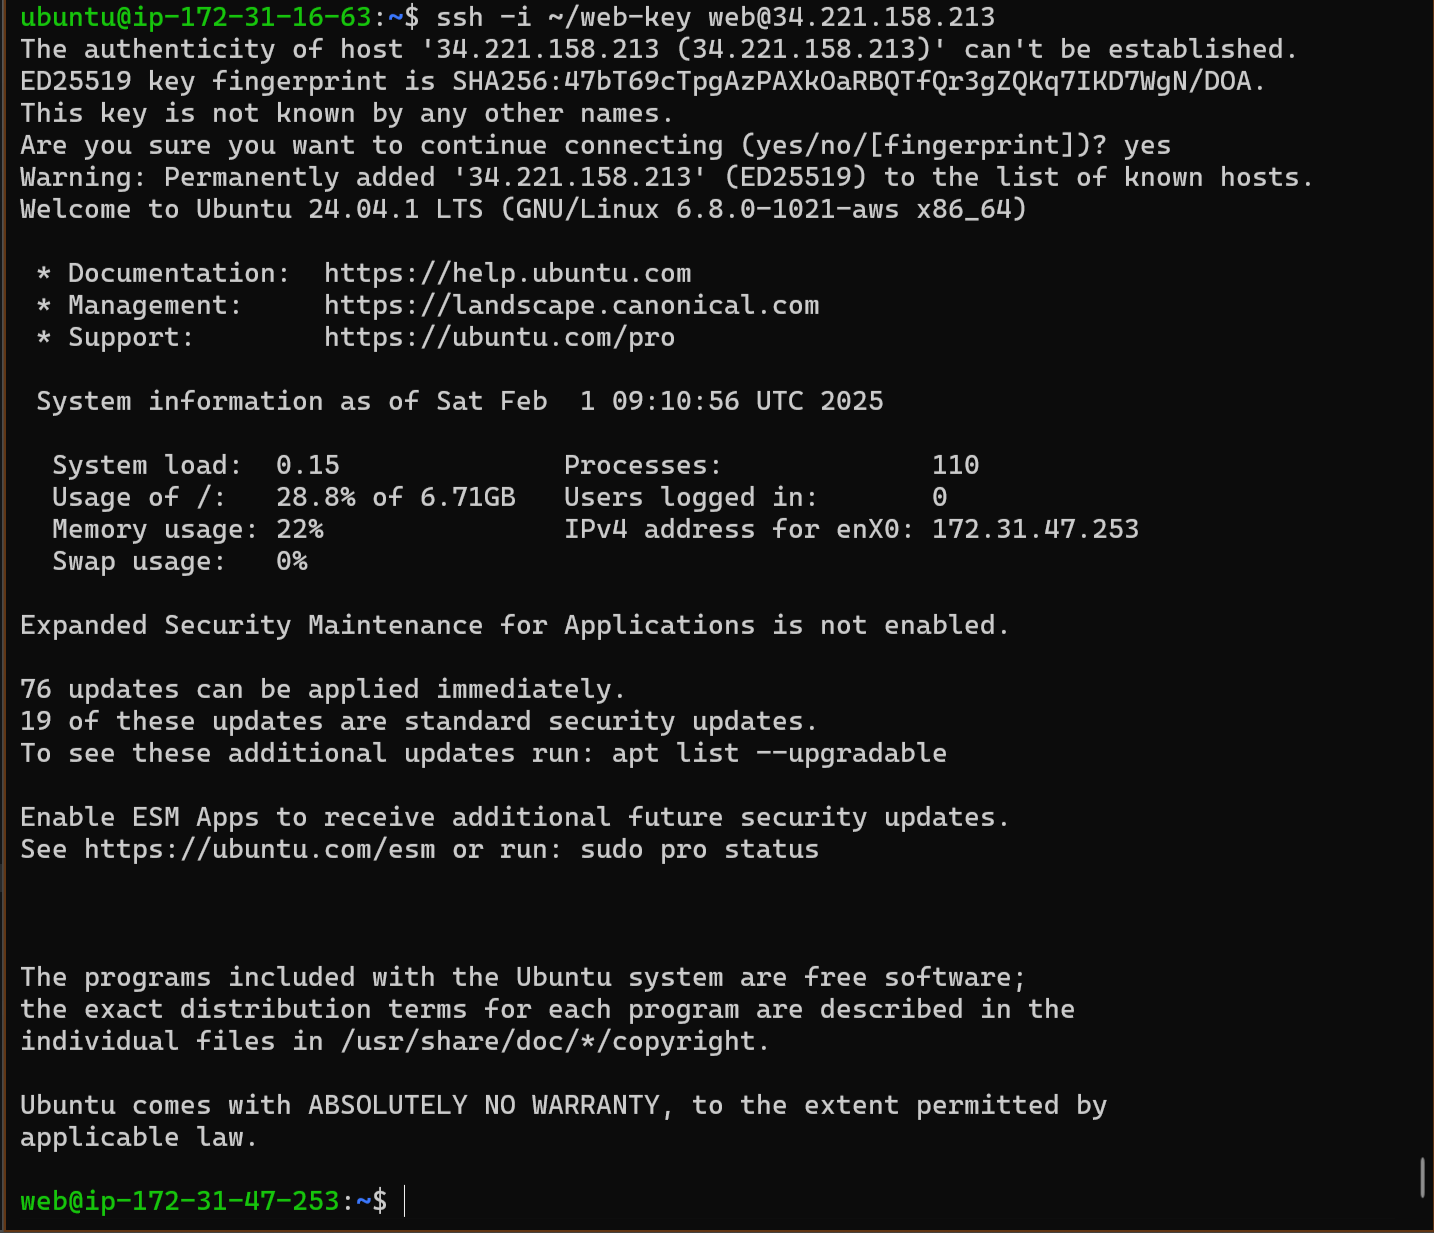 ubuntu@ip-172-31-16-63:~$ ssh -i ~/web-key web@34.221.158.213
The authenticity of host '34.221.158.213 (34.221.158.213)' can't be established.
ED25519 key fingerprint is SHA256:47bT69cTpgAzPAXkOaRBQTfQr3gZQKq7IKD7WgN/DOA.
This key is not known by any other names.
Are you sure you want to continue connecting (yes/no/[fingerprint])? yes
Warning: Permanently added '34.221.158.213' (ED25519) to the list of known hosts.
Welcome to Ubuntu 24.04.1 LTS (GNU/Linux 6.8.0-1021-aws x86_64)

 * Documentation:  https://help.ubuntu.com
 * Management:     https://landscape.canonical.com
 * Support:        https://ubuntu.com/pro

 System information as of Sat Feb  1 09:10:56 UTC 2025

  System load:  0.15              Processes:             110
  Usage of /:   28.8% of 6.71GB   Users logged in:       0
  Memory usage: 22%               IPv4 address for enX0: 172.31.47.253
  Swap usage:   0%

Expanded Security Maintenance for Applications is not enabled.

76 updates can be applied immediately.
19 of these updates are standard security updates.
To see these additional updates run: apt list --upgradable

Enable ESM Apps to receive additional future security updates.
See https://ubuntu.com/esm or run: sudo pro status

The programs included with the Ubuntu system are free software;
the exact distribution terms for each program are described in the
individual files in /usr/share/doc/*/copyright.

Ubuntu comes with ABSOLUTELY NO WARRANTY, to the extent permitted by
applicable law.

web@ip-172-31-47-253:~$